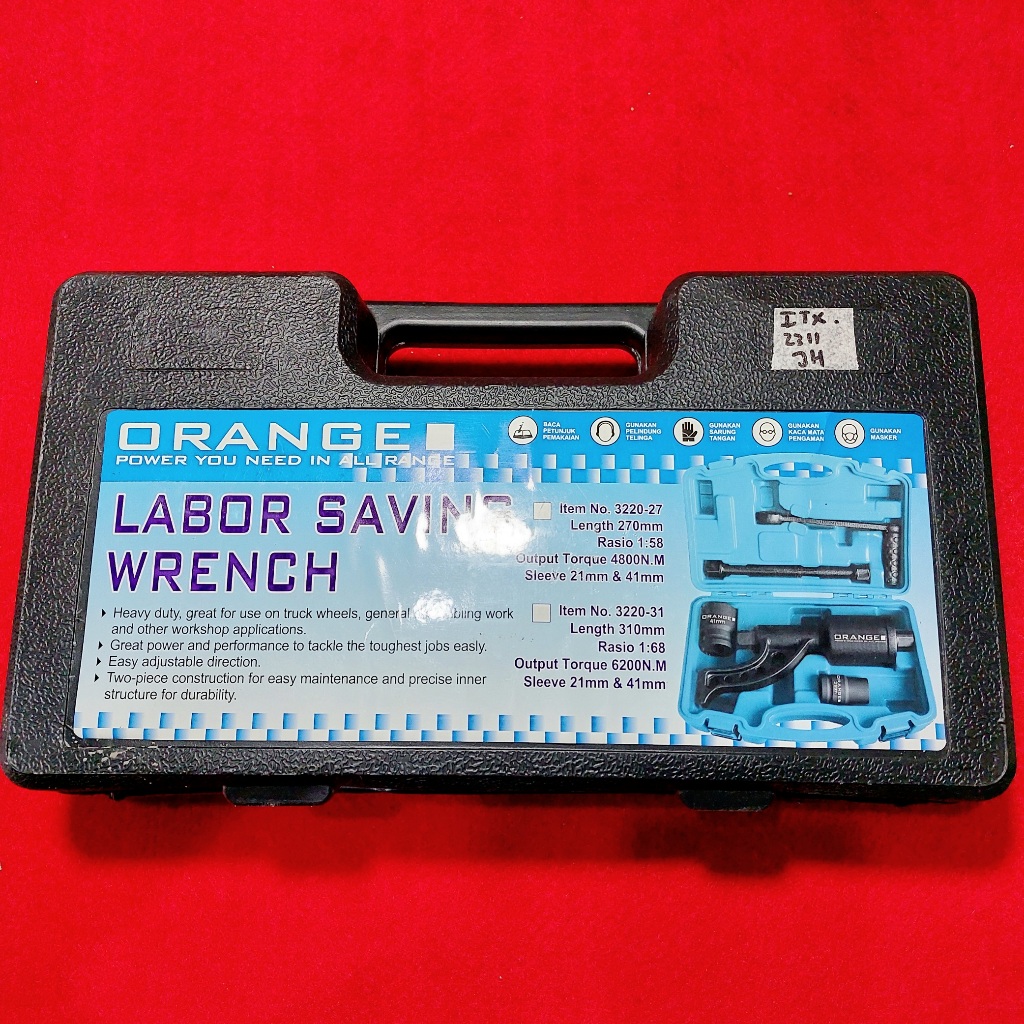 ITX.
2311
JH
ORANGE
POWER YOU NEED IN ALL RANGE
BACA
PETUNJUK
PEMAKAIAN
GUNAKAN
PELINDUNG
TELINGA
GUNAKAN
SARUNG
TANGAN
GUNAKAN
KACA MATA
PENGAMAN
GUNAKAN
MASKER
LABOR SAVING
WRENCH
Heavy duty, great for use on truck wheels, general work
and other workshop applications.
Great power and performance to tackle the toughest jobs easily.
Easy adjustable direction.
Two-piece construction for easy maintenance and precise inner
structure for durability.
Item No. 3220-27
Length 270mm
Rasio 1:58
Output Torque 4800N.M
Sleeve 21mm & 41mm
Item No. 3220-31
Length 310mm
Rasio 1:68
Output Torque 6200N.M
Sleeve 21mm & 41mm
ORANGE
41mm
ORANGE